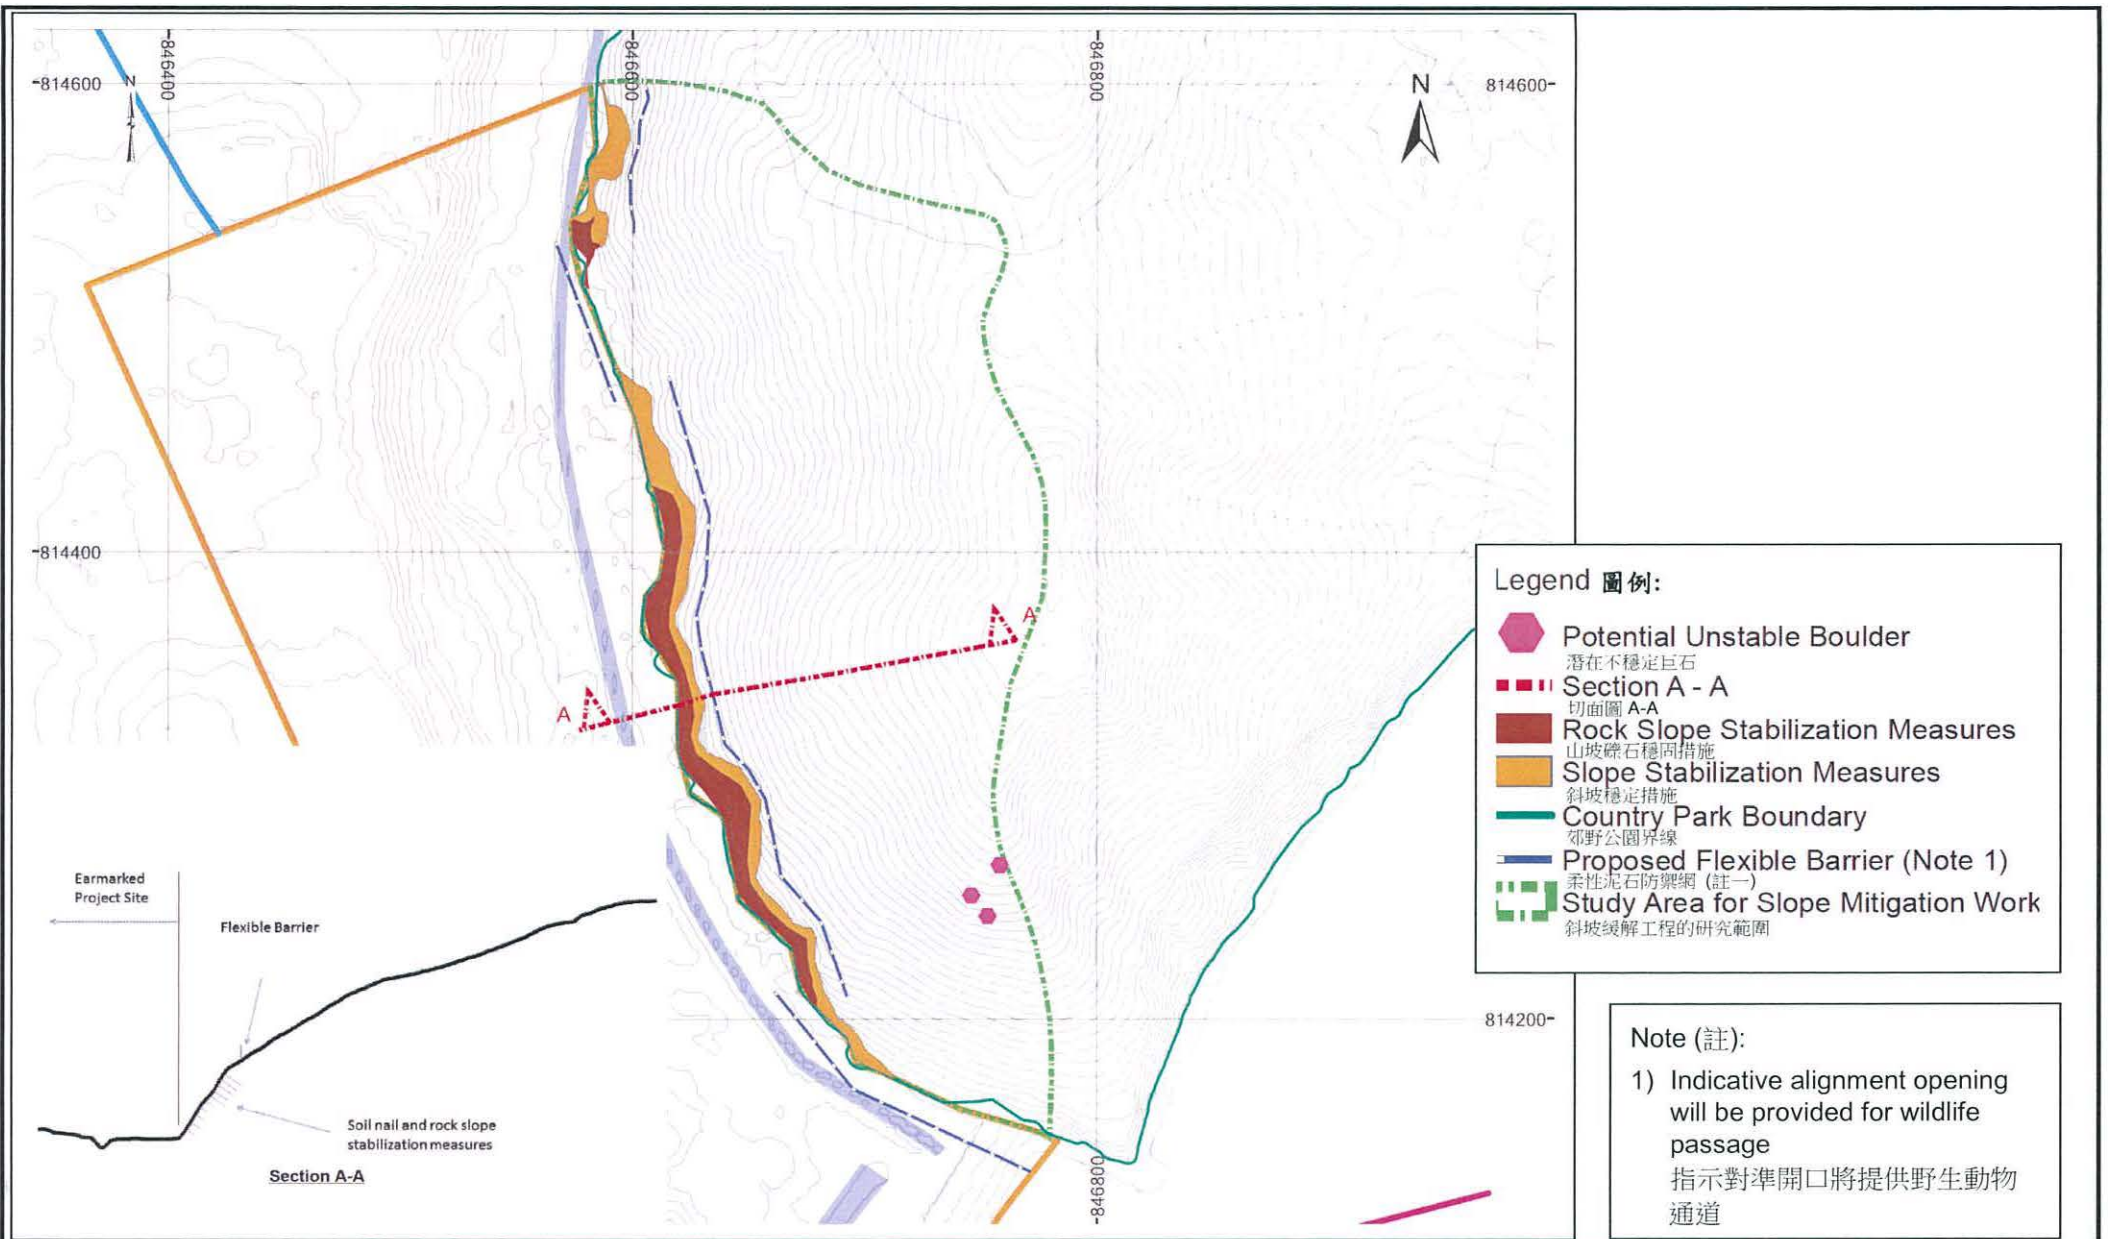 846400
846600
846800
N
N
814600
814600
814400
A
A
814200
846800
Legend 圖例:
Potential Unstable Boulder
潛在不穩定巨石
Section A - A
切面圖 A-A
Rock Slope Stabilization Measures
山坡礫石穩固措施
Slope Stabilization Measures
斜坡穩定措施
Country Park Boundary
郊野公園界線
Proposed Flexible Barrier (Note 1)
柔性泥石防禦網 (註一)
Study Area for Slope Mitigation Work
斜坡緩解工程的研究範圍
Earmarked
Project Site
Flexible Barrier
Soil nail and rock slope
stabilization measures
Section A-A
Note (註):
1) Indicative alignment opening
will be provided for wildlife
passage
指示對準開口將提供野生動物
通道